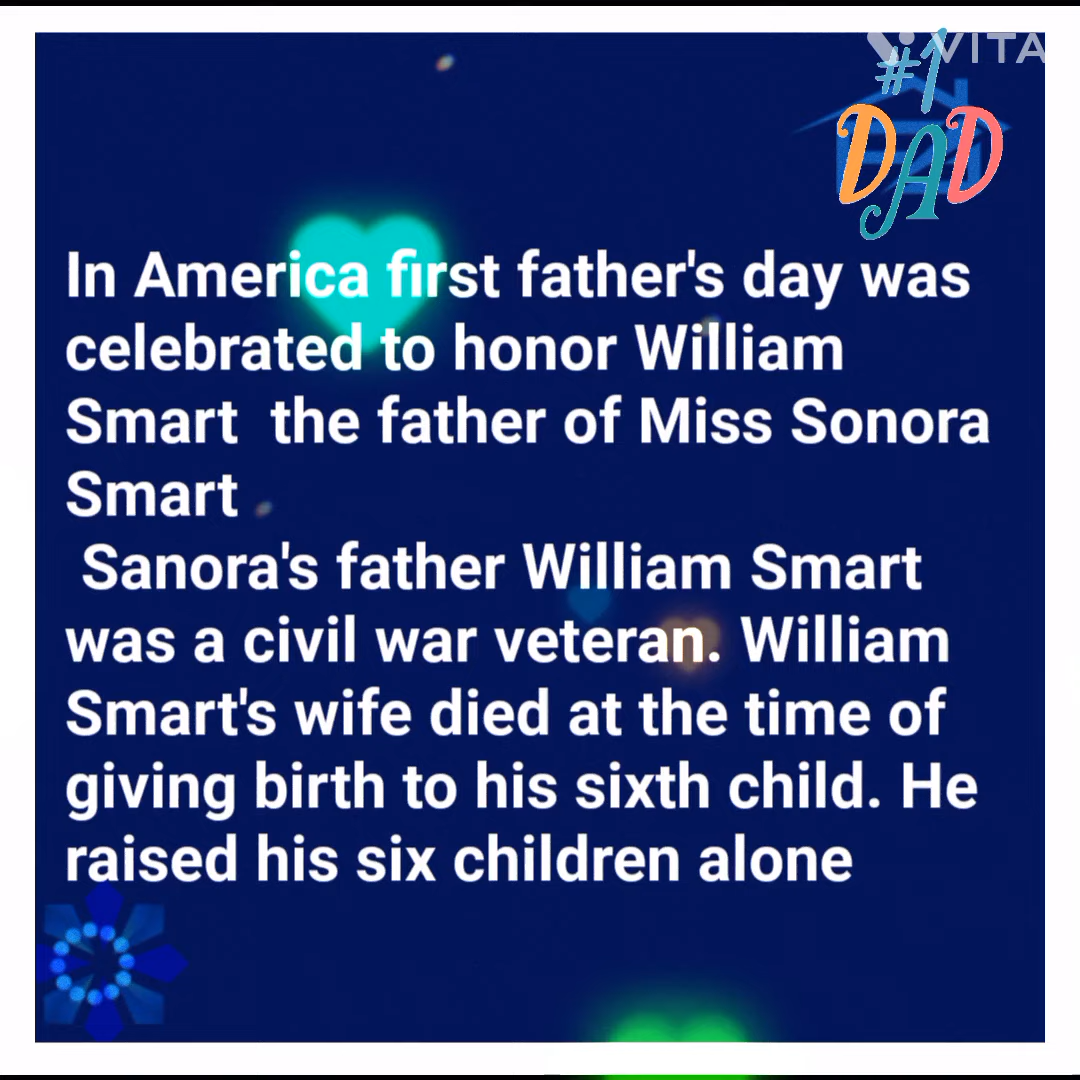 VITA
#1
DAD
In America first father's day was
celebrated to honor William
Smart  the father of Miss Sonora
Smart
Sanora's father William Smart
was a civil war veteran. William
Smart's wife died at the time of
giving birth to his sixth child. He
raised his six children alone